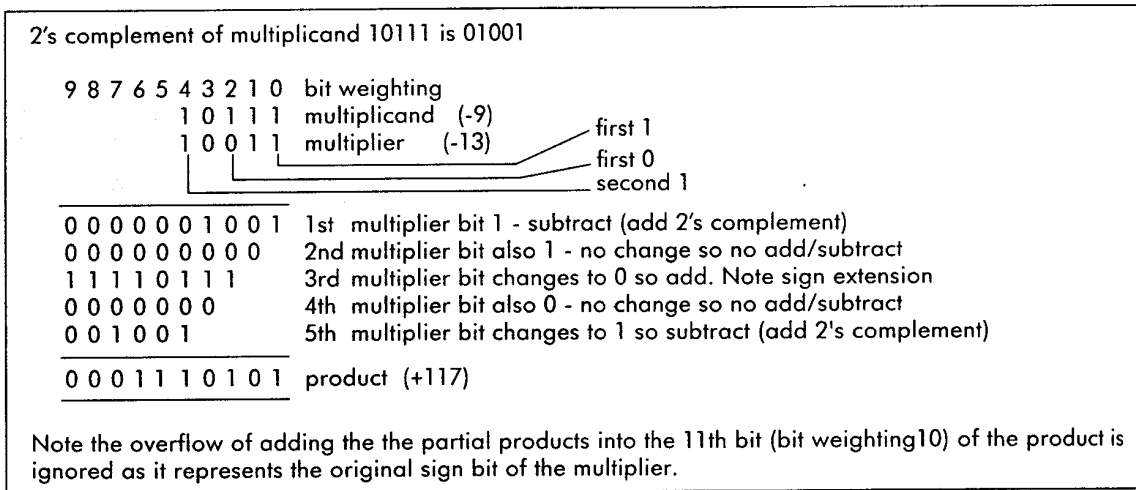 2's complement of multiplicand 10111 is 01001
9 8 7 6 5 4 3 2 1 0 bit weighting
1 0 1 1 1 multiplicand (-9)
1 0 0 1 1 multiplier (-13)
first 1
first 0
second 1
0 0 0 0 0 0 1 0 0 1 1st multiplier bit 1 - subtract (add 2's complement)
0 0 0 0 0 0 0 0 0 2nd multiplier bit also 1 - no change so no add/subtract
1 1 1 1 0 1 1 1 3rd multiplier bit changes to 0 so add. Note sign extension
0 0 0 0 0 0 0 4th multiplier bit also 0 - no change so no add/subtract
0 0 1 0 0 1 5th multiplier bit changes to 1 so subtract (add 2's complement)
0 0 0 1 1 1 0 1 0 1 product (+117)
Note the overflow of adding the the partial products into the 11th bit (bit weighting10) of the product is
ignored as it represents the original sign bit of the multiplier.